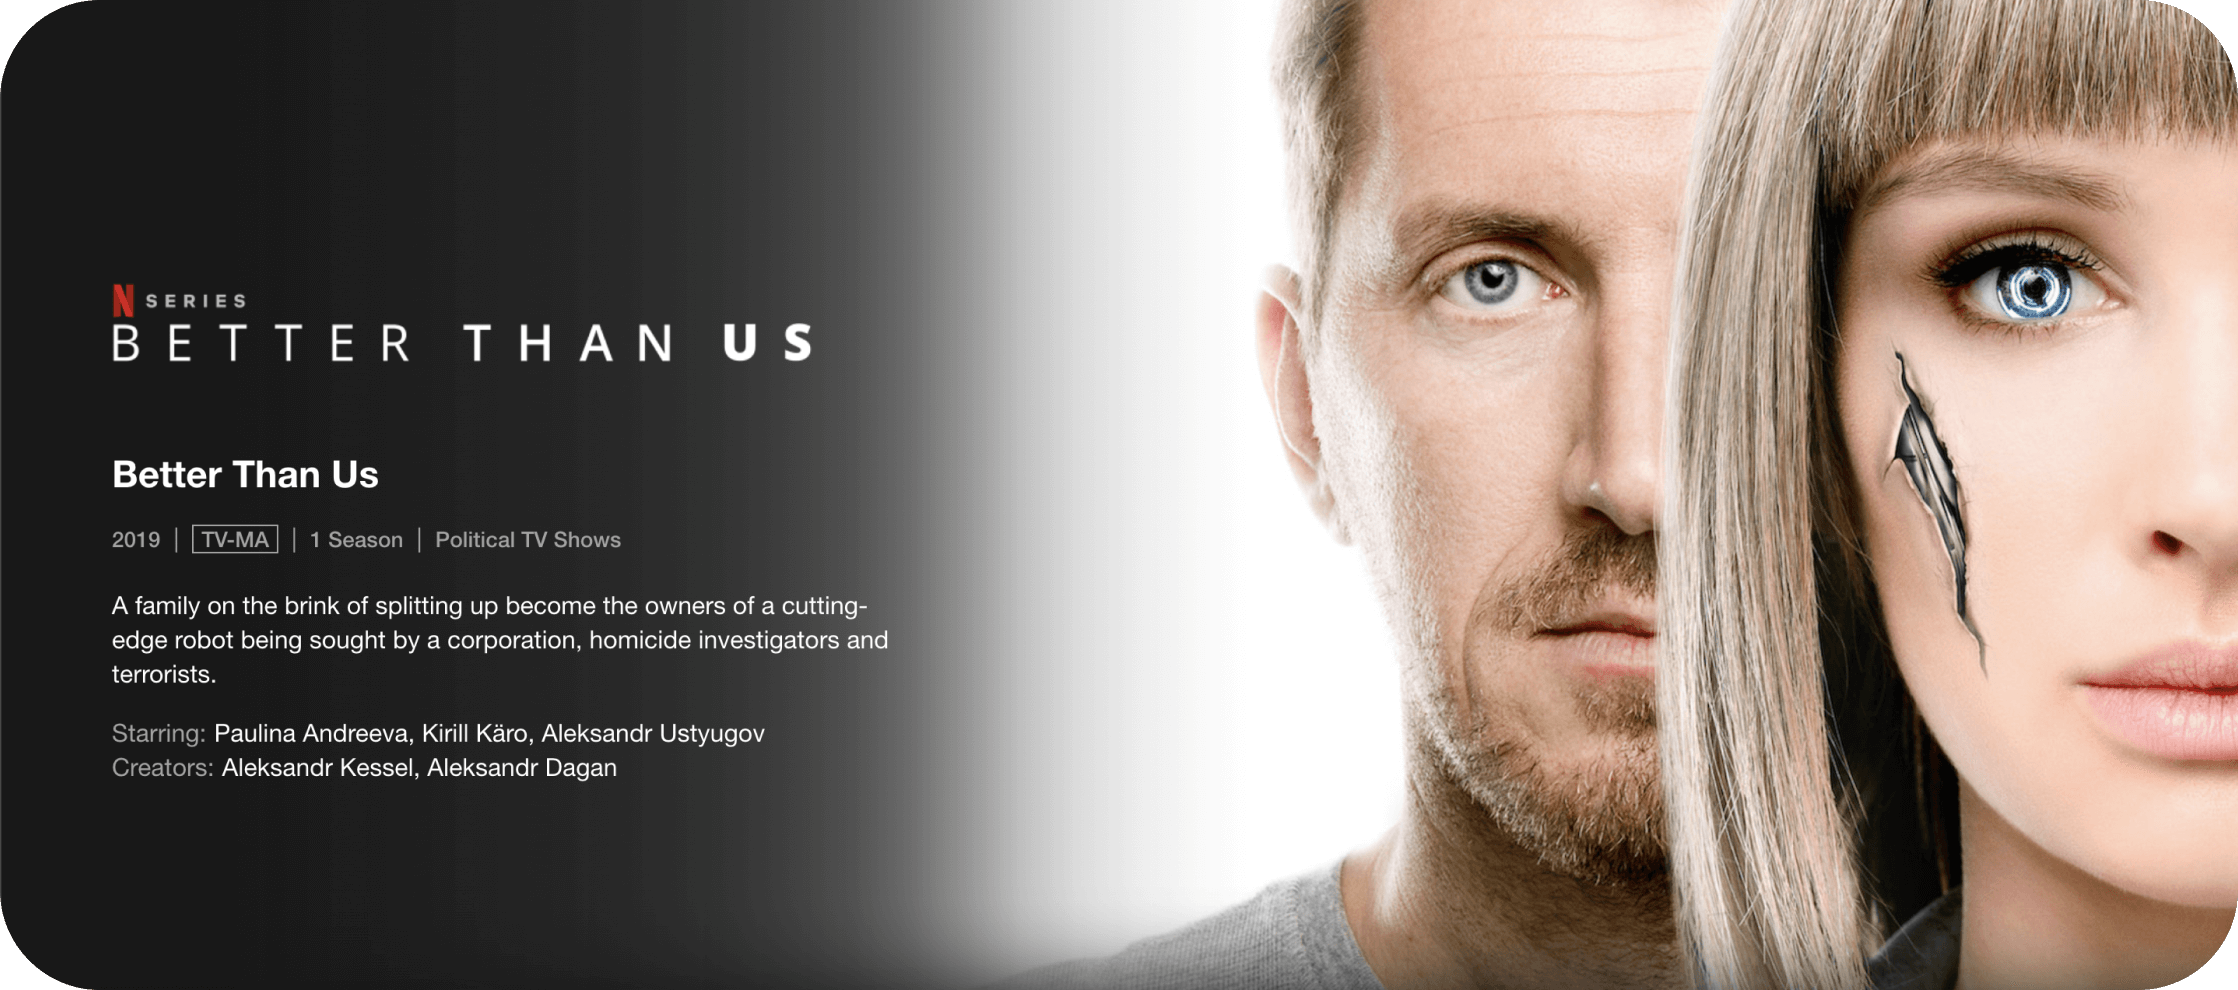 N SERIES
BETTER THAN US
Better Than Us
2019 | TV-MA | 1 Season | Political TV Shows
A family on the brink of splitting up become the owners of a cutting-
edge robot being sought by a corporation, homicide investigators and
terrorists.
Starring: Paulina Andreeva, Kirill Käro, Aleksandr Ustyugov
Creators: Aleksandr Kessel, Aleksandr Dagan